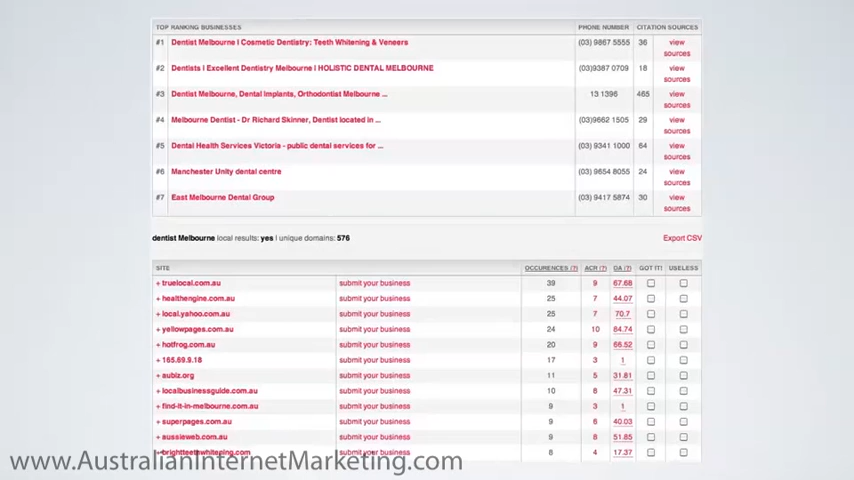 TOP RANKING BUSINESSES PHONE NUMBER CITATION SOURCES
#1 Dentist Melbourne | Cosmetic Dentistry: Teeth Whitening & Veneers (03) 9867 5555 36 view sources
#2 Dentists | Excellent Dentistry Melbourne | HOLISTIC DENTAL MELBOURNE (03)9387 0709 18 view sources
#3 Dentist Melbourne, Dental Implants, Orthodontist Melbourne ... 13 1396 465 view sources
#4 Melbourne Dentist - Dr Richard Skinner, Dentist located in ... (03)9662 1505 29 view sources
#5 Dental Health Services Victoria - public dental services for ... (03) 9341 1000 64 view sources
#6 Manchester Unity dental centre (03) 9654 8055 24 view sources
#7 East Melbourne Dental Group (03) 9417 5874 30 view sources
dentist Melbourne local results: yes | unique domains: 576 Export CSV
SITE OCCURENCES (?) ACR (?) DA (?) GOT IT! USELESS
+ truelocal.com.au submit your business 39 9 67.68
+ healthengine.com.au submit your business 25 7 44.07
+ local.yahoo.com.au submit your business 25 7 70.7
+ yellowpages.com.au submit your business 24 10 84.74
+ hotfrog.com.au submit your business 20 9 66.52
+ 165.69.9.18 submit your business 17 3 1
+ aubiz.org submit your business 11 5 31.81
+ localbusinessguide.com.au submit your business 10 8 47.31
+ find-it-in-melbourne.com.au submit your business 9 3 1
+ superpages.com.au submit your business 9 6 40.03
+ aussieweb.com.au submit your business 9 8 51.85
+ brightteethwhitening.com submit your business 8 4 17.37
www.AustralianInternetMarketing.com